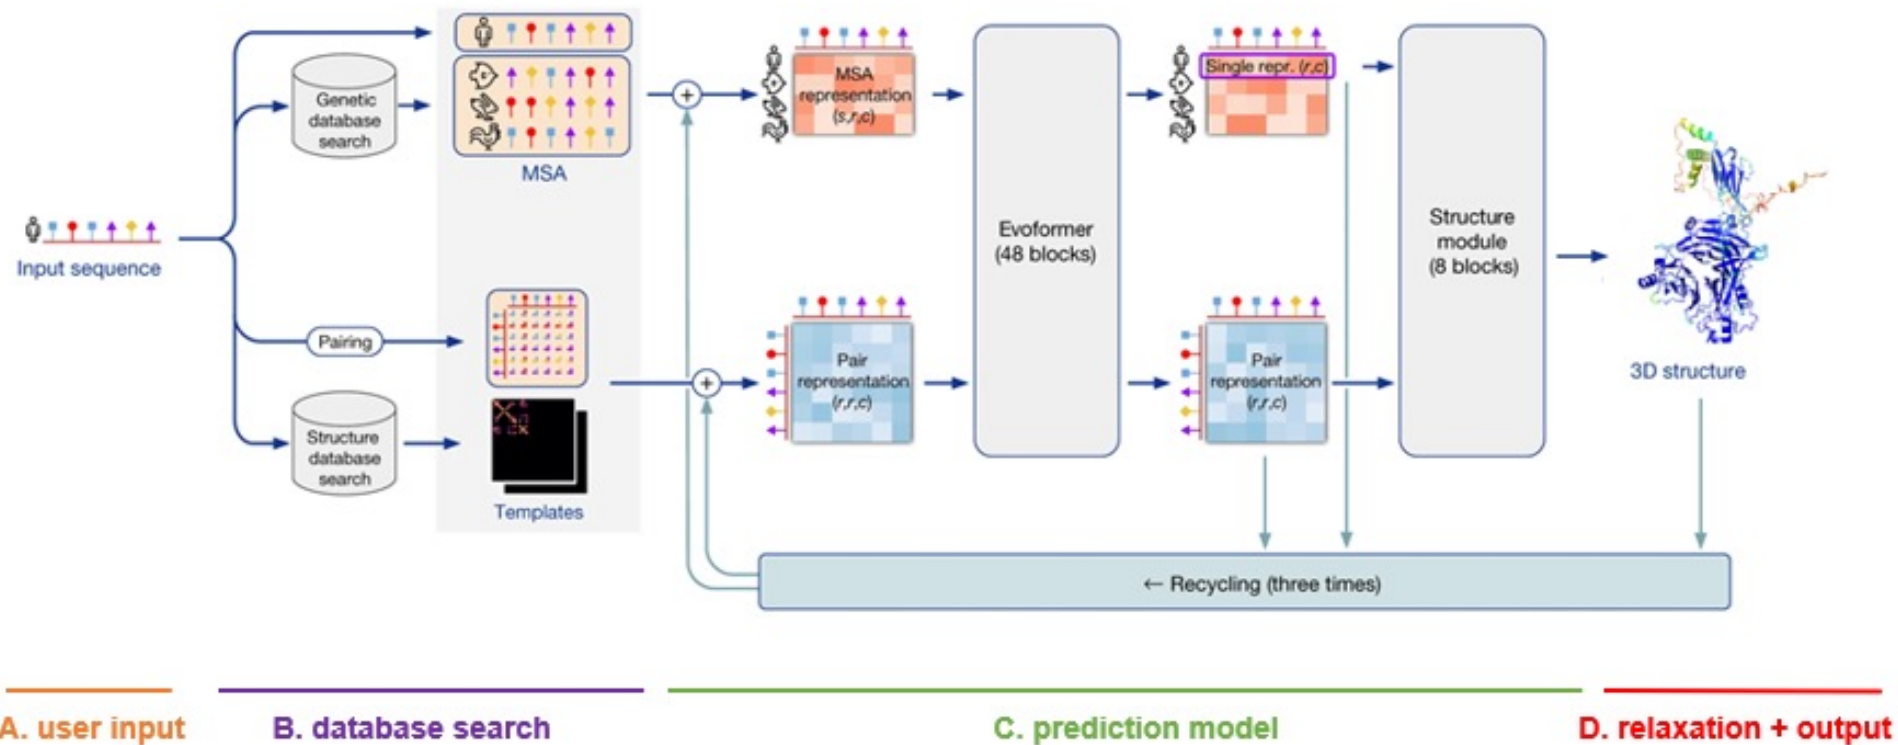 Input sequence
Genetic
database
search
Pairing
Structure
database
search
MSA
Templates
+
+
MSA
representation
(s,r,c)
Pair
representation
(r,r,c)
Evoformer
(48 blocks)
Single repr. (r,c)
Pair
representation
(r,r,c)
Structure
module
(8 blocks)
3D structure
← Recycling (three times)
A. user input
B. database search
C. prediction model
D. relaxation + output